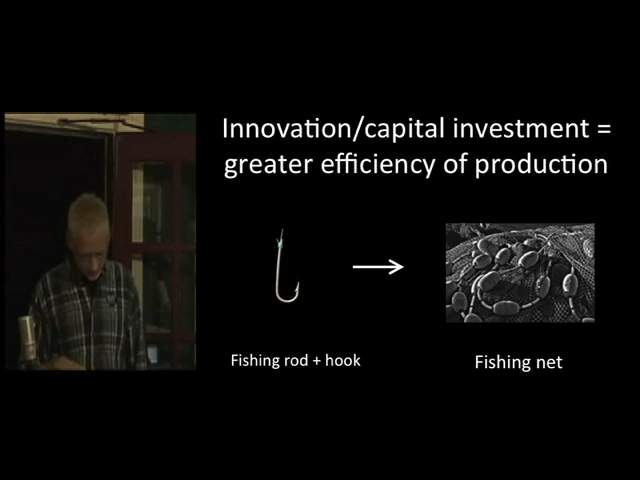 Innovation/capital investment =
greater efficiency of production
Fishing rod + hook
Fishing net